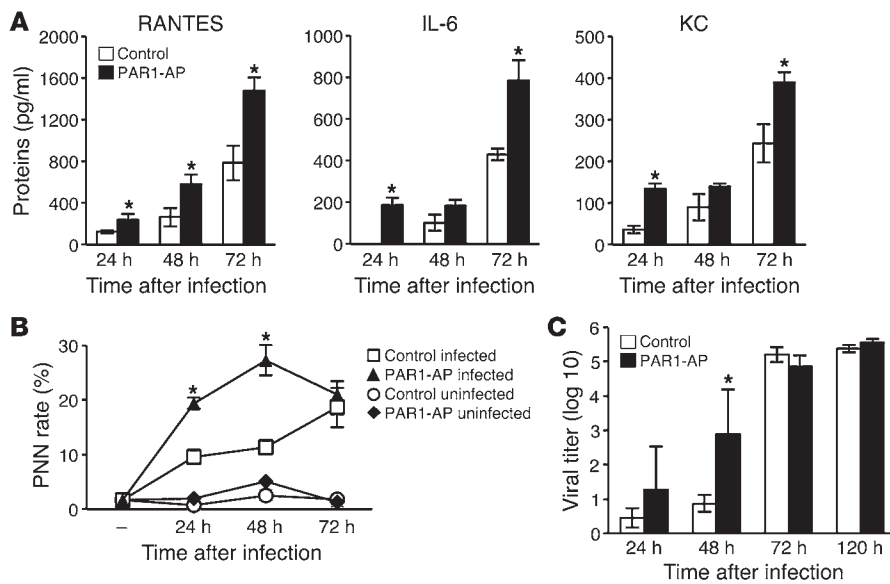 A
RANTES
IL-6
KC
Proteins (pg/ml)
2000
1600
1200
800
400
0
Control
PAR1-AP
*
*
*
24 h 48 h 72 h
Time after infection
1000
800
600
400
200
0
*
*
24 h 48 h 72 h
Time after infection
500
400
300
200
100
0
*
*
24 h 48 h 72 h
Time after infection
B
PNN rate (%)
30
20
10
0
*
*
Control infected
PAR1-AP infected
Control uninfected
PAR1-AP uninfected
– 24 h 48 h 72 h
Time after infection
C
Viral titer (log 10)
6
5
4
3
2
1
0
Control
PAR1-AP
*
24 h 48 h 72 h 120 h
Time after infection